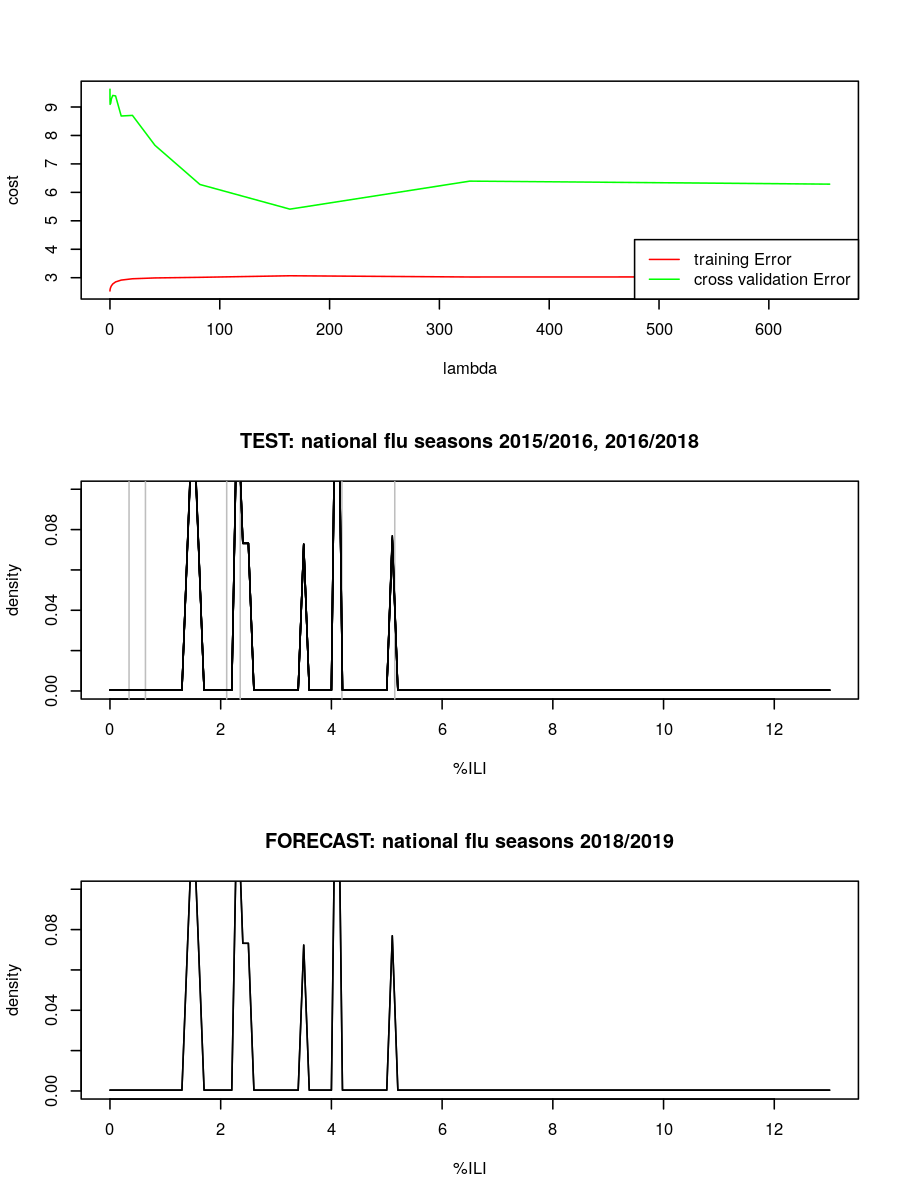 cost
9
8
7
6
5
4
3
training Error
cross validation Error
0 100 200 300 400 500 600
lambda
TEST: national flu seasons 2015/2016, 2016/2018
density
0.08
0.04
0.00
0 2 4 6 8 10 12
%ILI
FORECAST: national flu seasons 2018/2019
density
0.08
0.04
0.00
0 2 4 6 8 10 12
%ILI